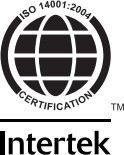 ISO 14001:2004
CERTIFICATION
TM
Intertek